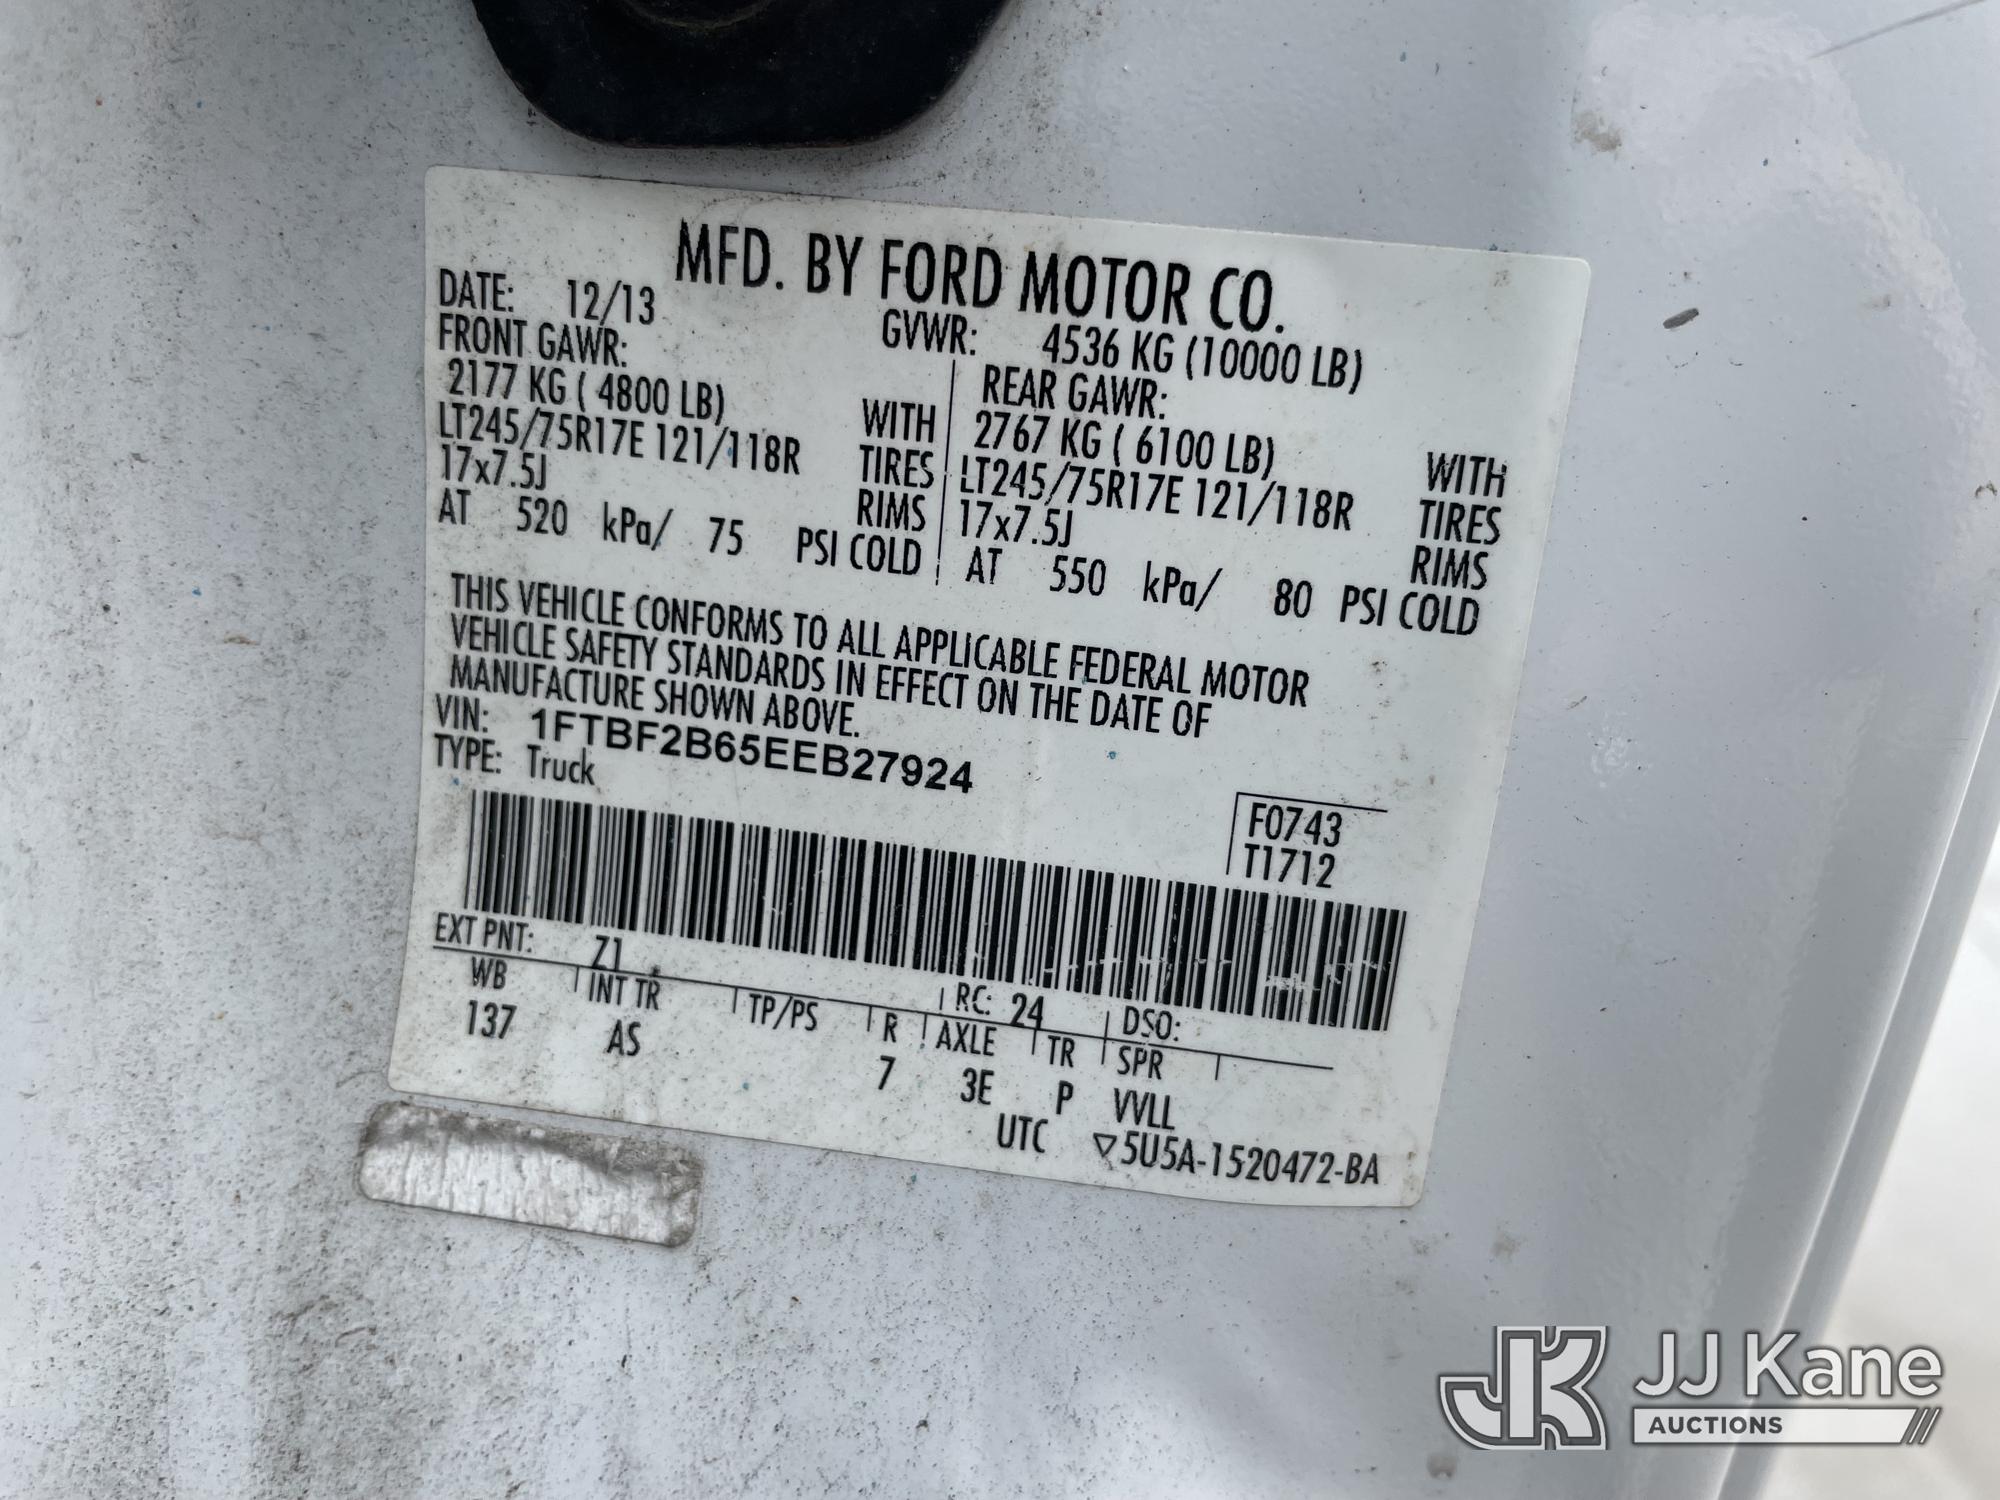 MFD. BY FORD MOTOR CO.
DATE: 12/13 GVWR: 4536 KG (10000 LB)
FRONT GAWR: REAR GAWR:
2177 KG ( 4800 LB) WITH 2767 KG ( 6100 LB) WITH
LT245/75R17E 121/118R TIRES LT245/75R17E 121/118R TIRES
17x7.5J RIMS 17x7.5J RIMS
AT 520 kPa/ 75 PSI COLD AT 550 kPa/ 80 PSI COLD
THIS VEHICLE CONFORMS TO ALL APPLICABLE FEDERAL MOTOR
VEHICLE SAFETY STANDARDS IN EFFECT ON THE DATE OF
MANUFACTURE SHOWN ABOVE.
VIN: 1FTBF2B65EEB27924
TYPE: Truck
F0743
T1712
EXT PNT: Z1 RC: 24 DSO:
WB INT TR TP/PS R AXLE TR SPR
137 AS 7 3E P VVLL
UTC ▽5U5A-1520472-BA
JK JJ Kane
AUCTIONS